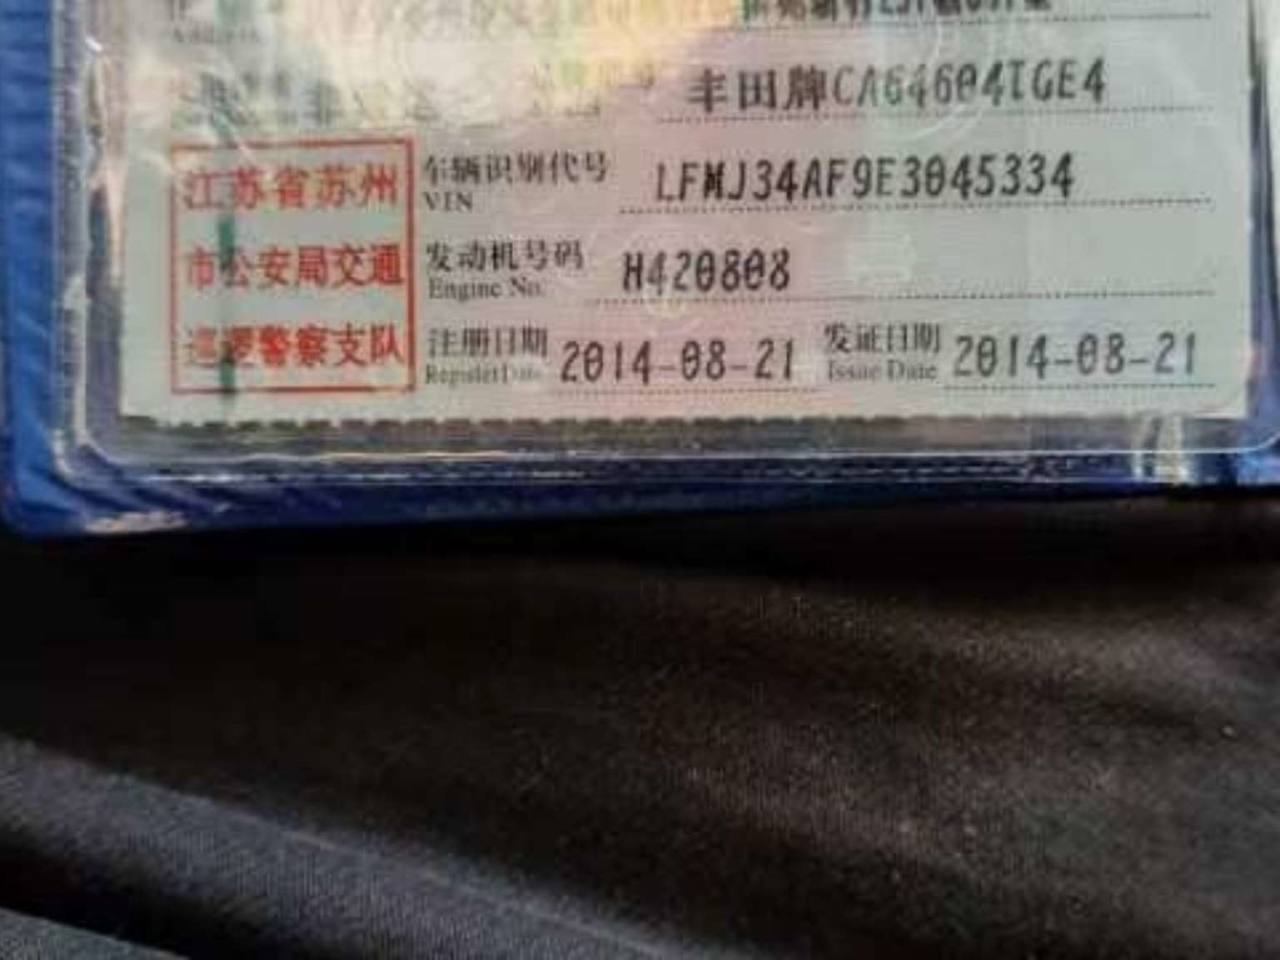 丰田牌CA64604TGE4
江苏省苏州
市公安局交通
巡逻警察支队
车辆识别代号 LFMJ34AF9E3045334
VIN
发动机号码 H420808
Engine No.
注册日期 2014-08-21 发证日期 2014-08-21
Register Date Issue Date